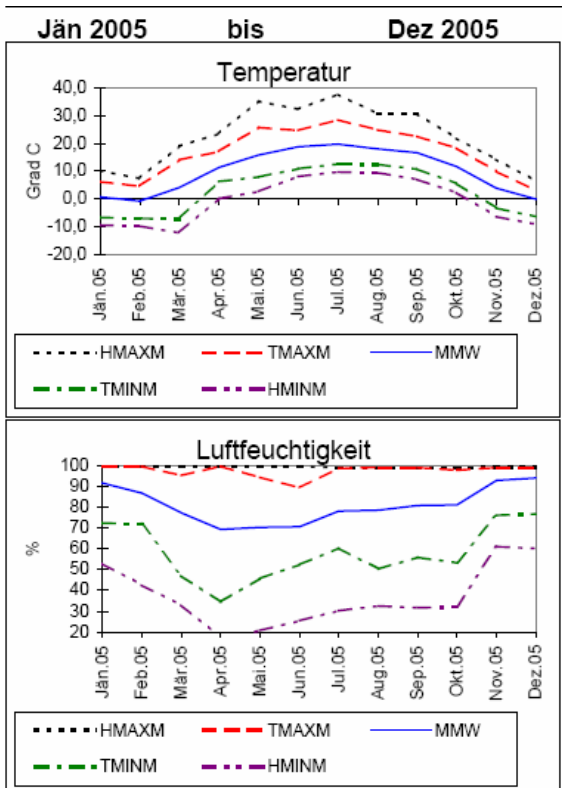 Jän 2005 bis Dez 2005
Temperatur
40,0
30,0
20,0
10,0
0,0
-10,0
-20,0
Grad C
Jän.05 Feb.05 Mär.05 Apr.05 Mai.05 Jun.05 Jul.05 Aug.05 Sep.05 Okt.05 Nov.05 Dez.05
HMAXM TMAXM MMW
TMINM HMINM
Luftfeuchtigkeit
100
90
80
70
60
50
40
30
20
%
Jän.05 Feb.05 Mär.05 Apr.05 Mai.05 Jun.05 Jul.05 Aug.05 Sep.05 Okt.05 Nov.05 Dez.05
HMAXM TMAXM MMW
TMINM HMINM